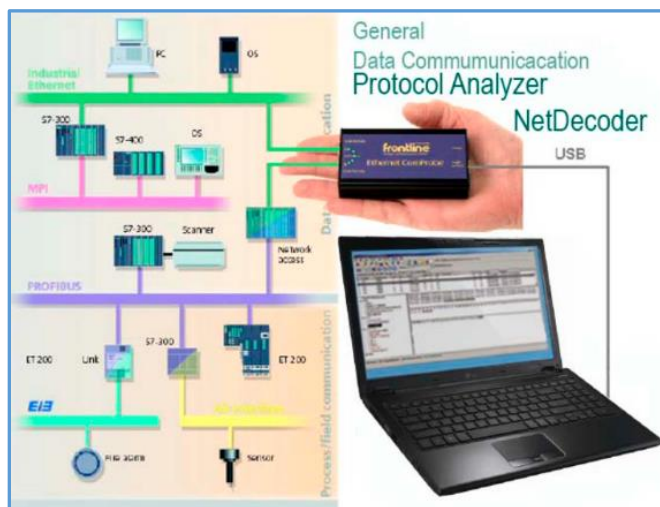 General
Data Commumunicacation
Protocol Analyzer
NetDecoder
USB
frontline
Ethernet ComProbe
PC
OS
Industrial
Ethernet
S7-300
S7-400
OS
MPI
S7-300
Scanner
Network
access
PROFIBUS
ET 200
Link
S7-300
ET 200
EIB
Sensor
Process/field communication